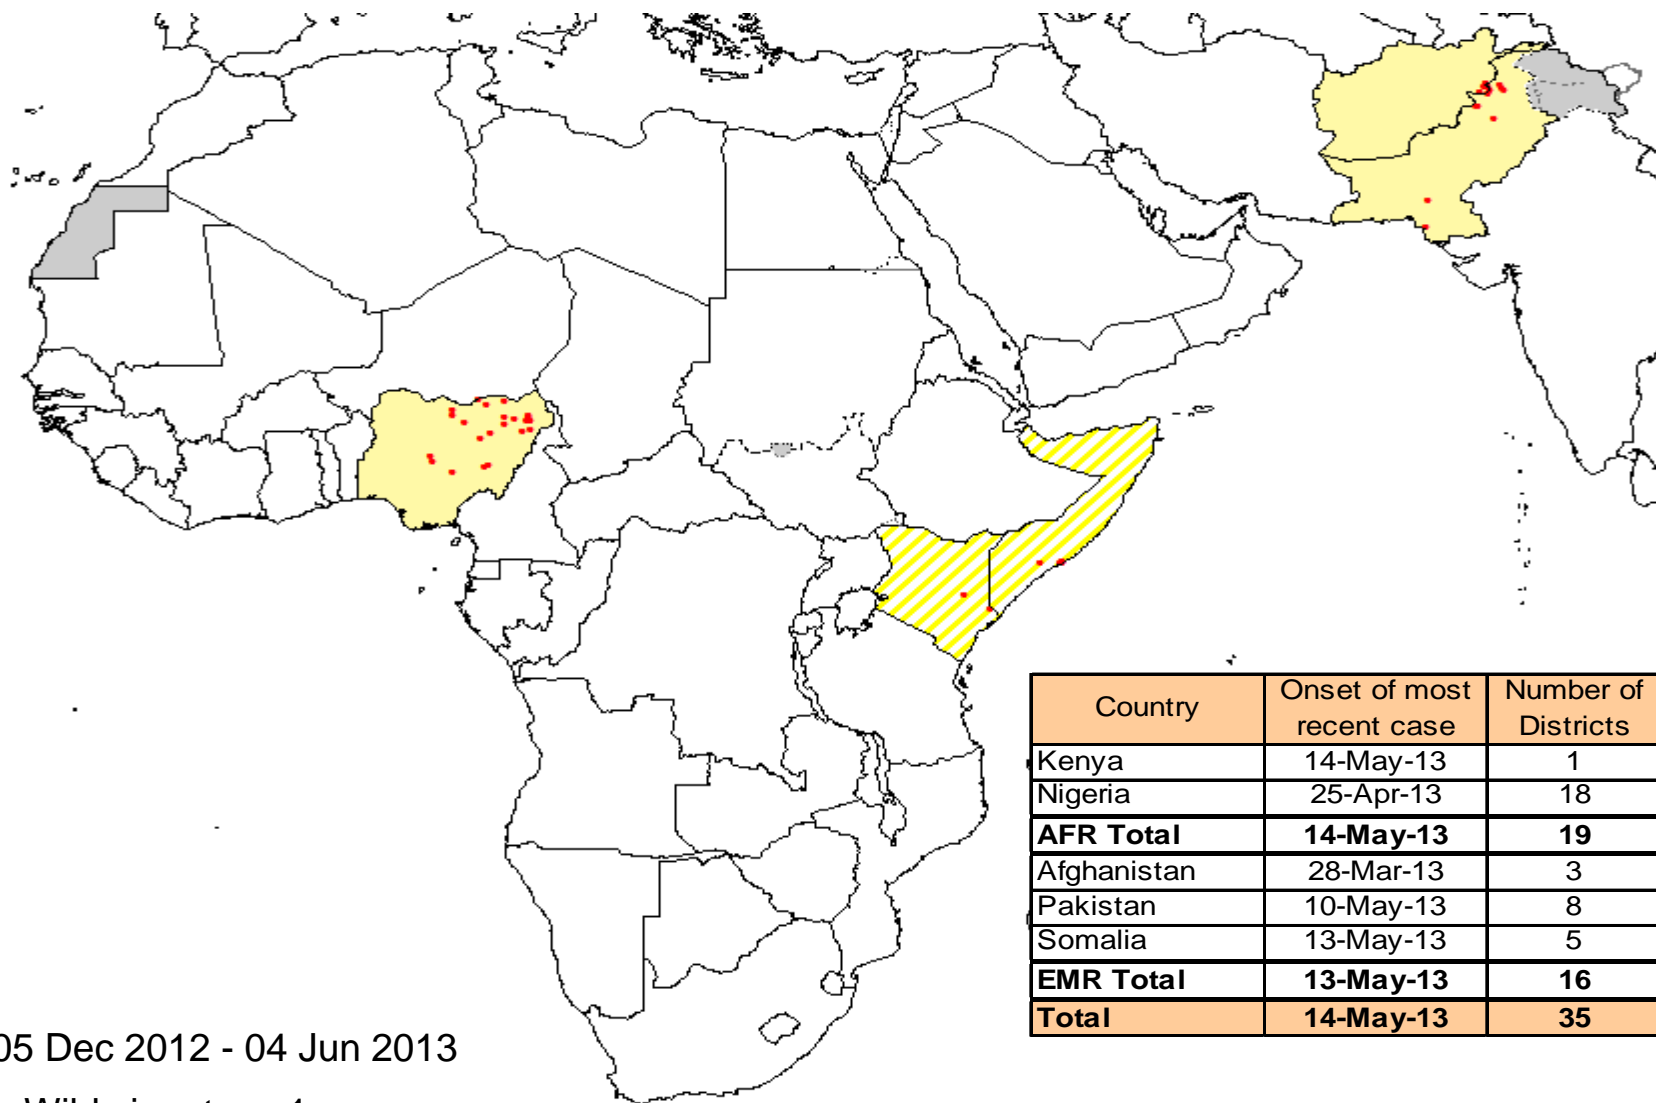 Country Onset of most recent case Number of Districts
Kenya 14-May-13 1
Nigeria 25-Apr-13 18
AFR Total 14-May-13 19
Afghanistan 28-Mar-13 3
Pakistan 10-May-13 8
Somalia 13-May-13 5
EMR Total 13-May-13 16
Total 14-May-13 35
05 Dec 2012 - 04 Jun 2013